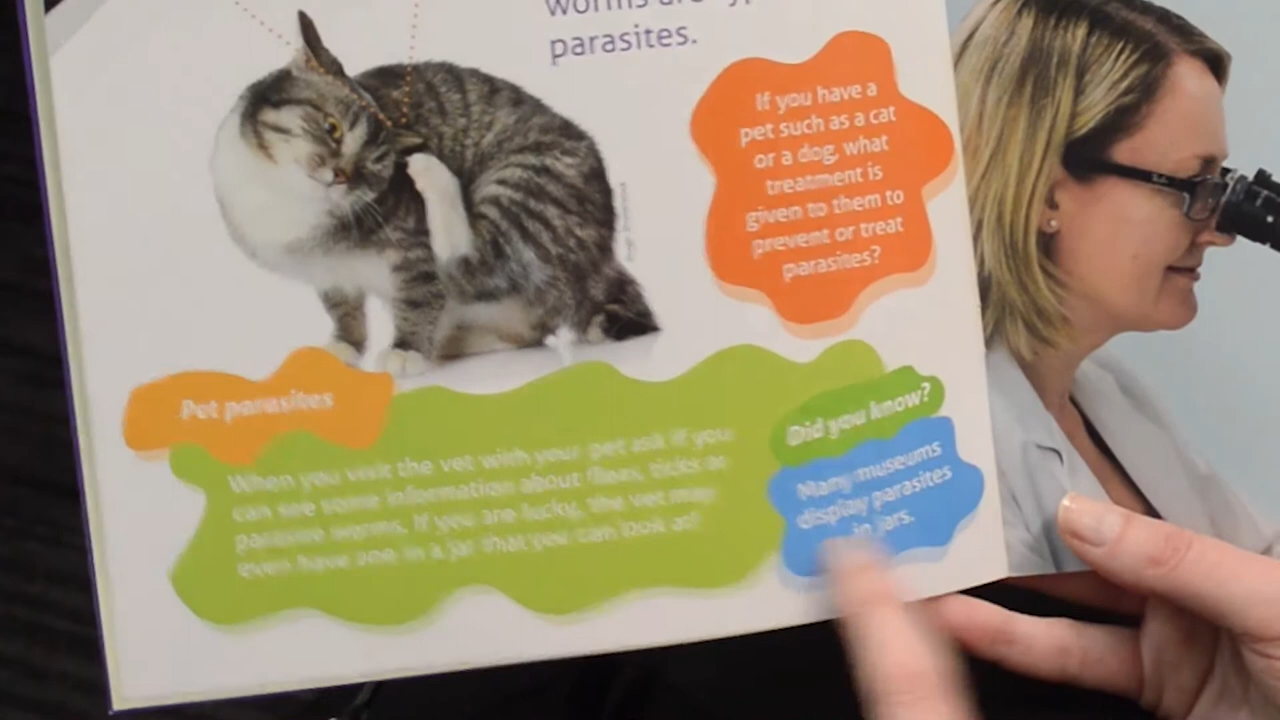 worms are
parasites.
If you have a
pet such as a cat
or a dog, what
treatment is
given to them to
prevent or treat
parasites?
Pet parasites
When you visit the vet with your pet ask if you
can see some information about fleas, ticks or
parasite worms. If you are lucky, the vet may
even have one in a jar that you can look at!
Did you know?
Many museums
display parasites
in jars.